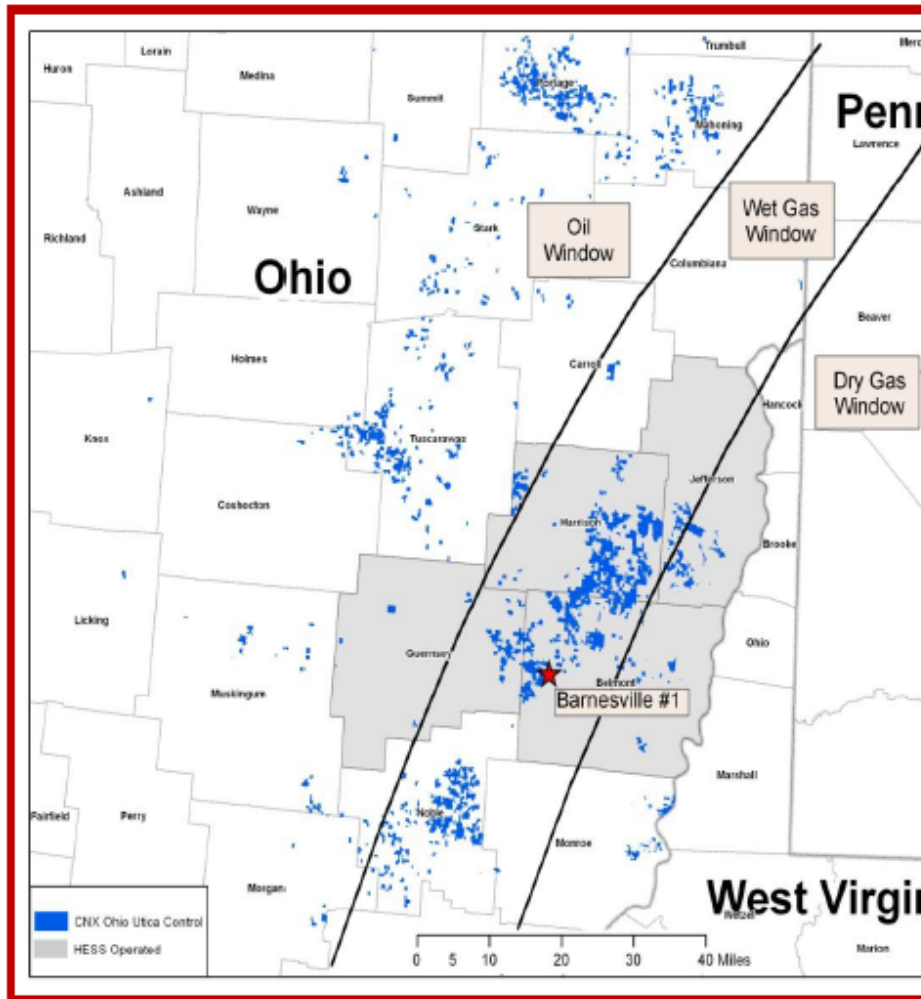 Trumbull
Merc
Lorain
Huron
Medina
Summit
Portage
Mahoning
Penn
Lawrence
Ashland
Wayne
Stark
Oil
Window
Wet Gas
Window
Richland
Columbiana
Ohio
Beaver
Holmes
Carroll
Dry Gas
Window
Hancock
Knox
Tuscarawas
Jefferson
Coshocton
Harrison
Brooke
Licking
Guernsey
Ohio
Muskingum
Belmont
Barnesville #1
Marshall
Fairfield
Perry
Noble
Monroe
Morgan
West Virgin
Wetzel
Marion
CNX Ohio Utica Control
HESS Operated
0 5 10 20 30 40 Miles